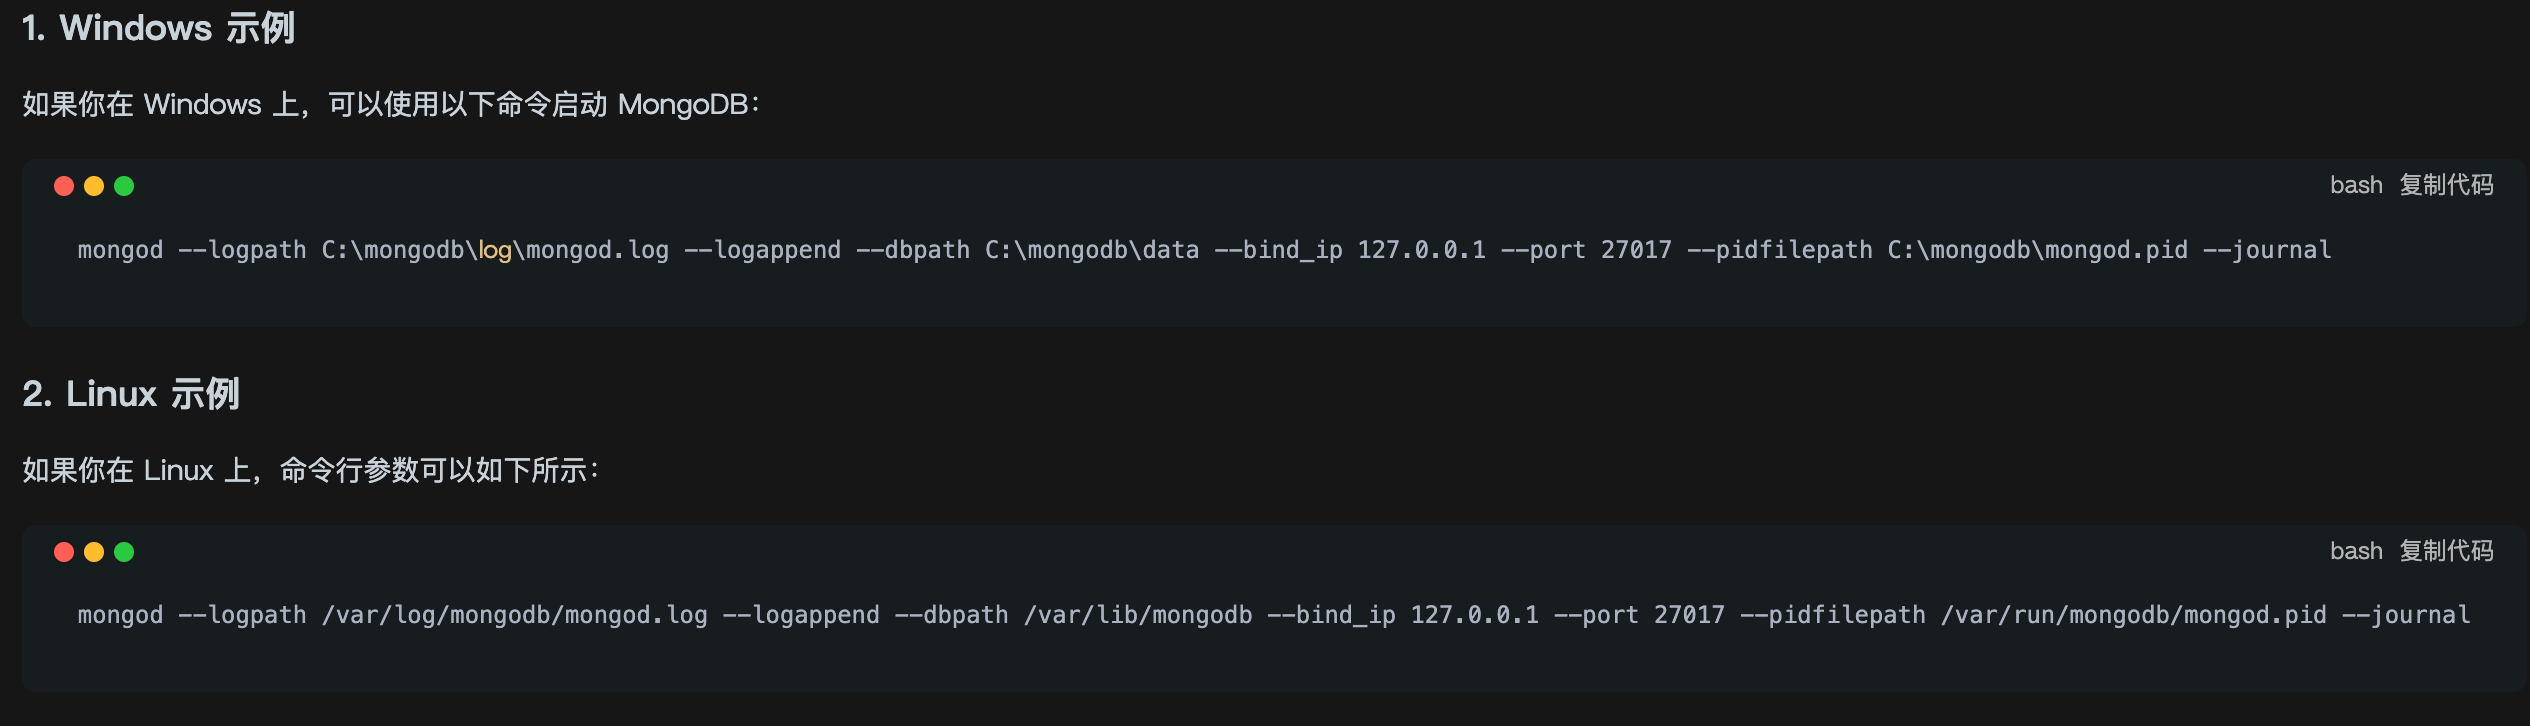 1. Windows 示例
如果你在 Windows 上，可以使用以下命令启动 MongoDB：
bash 复制代码
mongod --logpath C:\mongodb\log\mongod.log --logappend --dbpath C:\mongodb\data --bind_ip 127.0.0.1 --port 27017 --pidfilepath C:\mongodb\mongod.pid --journal
2. Linux 示例
如果你在 Linux 上，命令行参数可以如下所示：
bash 复制代码
mongod --logpath /var/log/mongodb/mongod.log --logappend --dbpath /var/lib/mongodb --bind_ip 127.0.0.1 --port 27017 --pidfilepath /var/run/mongodb/mongod.pid --journal